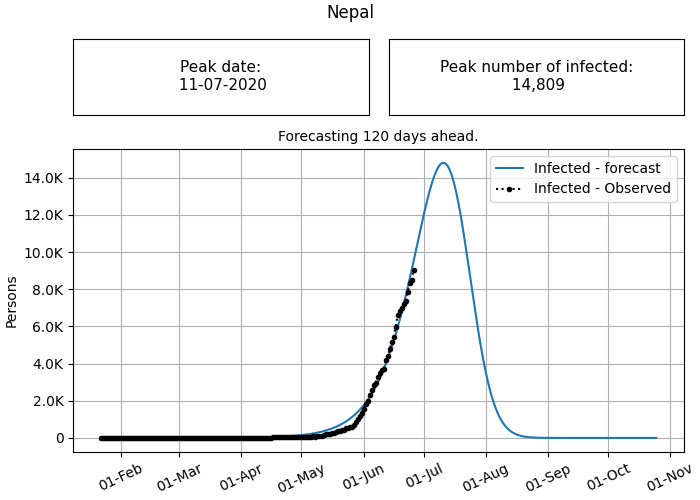 Nepal
Peak date:
11-07-2020
Peak number of infected:
14,809
Forecasting 120 days ahead.
Infected - forecast
Infected - Observed
Persons
14.0K
12.0K
10.0K
8.0K
6.0K
4.0K
2.0K
0
01-Feb
01-Mar
01-Apr
01-May
01-Jun
01-Jul
01-Aug
01-Sep
01-Oct
01-Nov